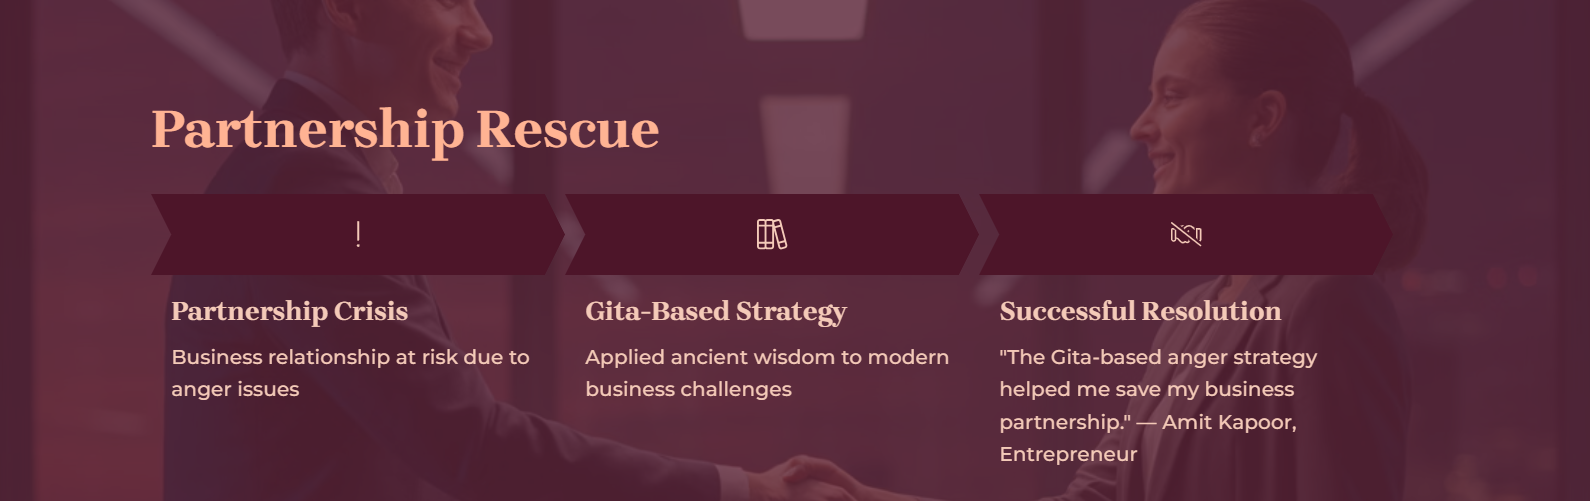 Partnership Rescue
Partnership Crisis
Business relationship at risk due to
anger issues
Gita-Based Strategy
Applied ancient wisdom to modern
business challenges
Successful Resolution
"The Gita-based anger strategy
helped me save my business
partnership." — Amit Kapoor,
Entrepreneur